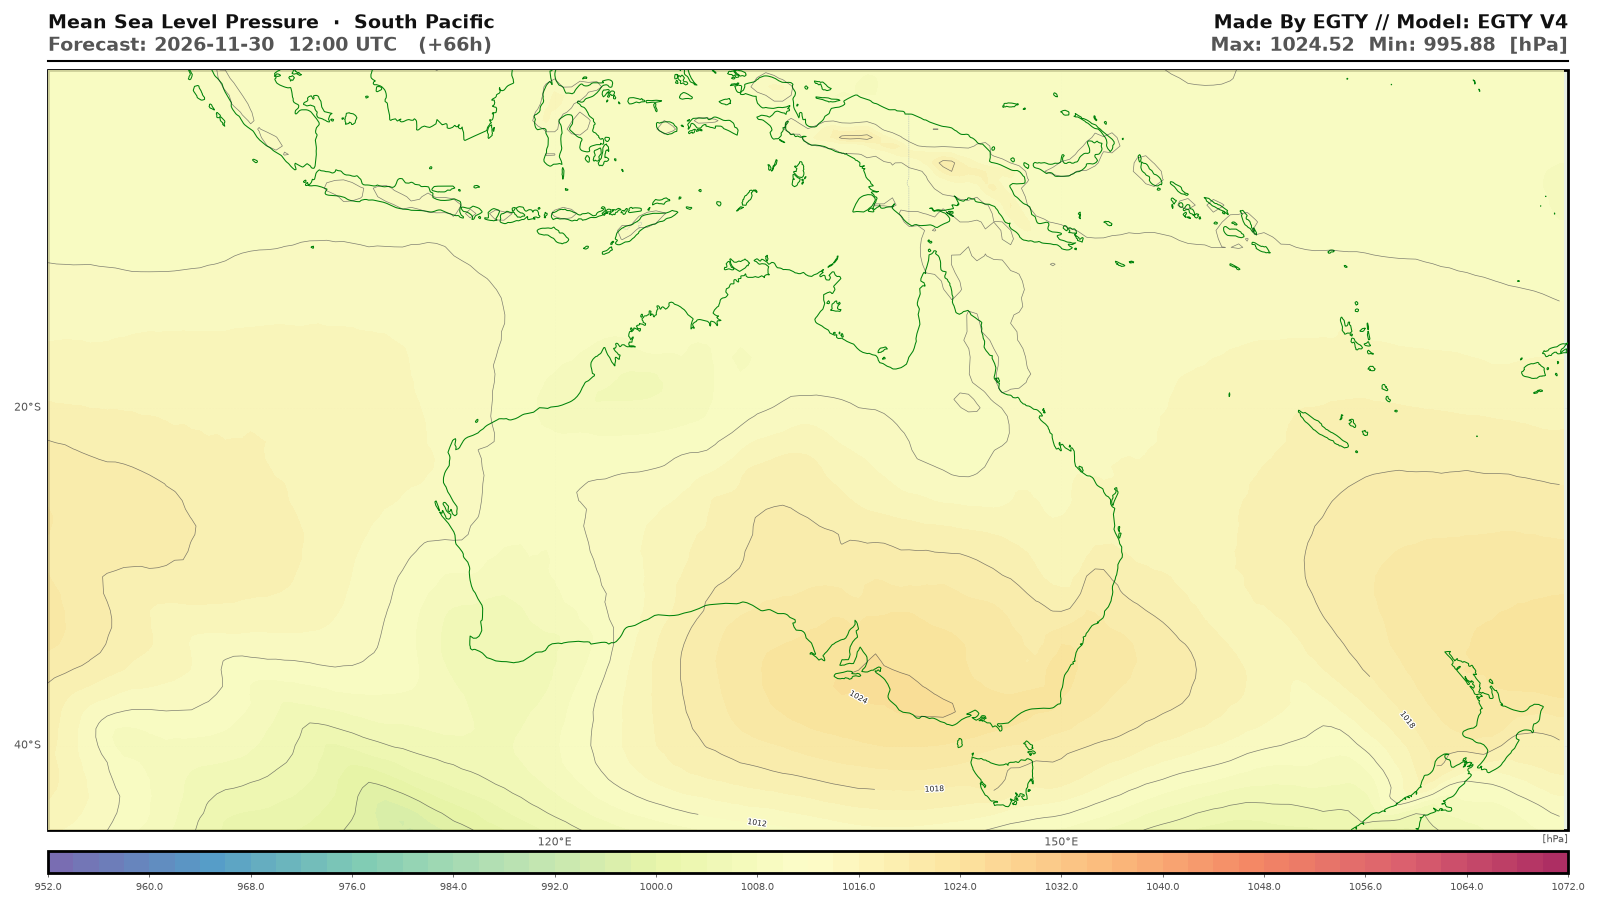 Mean Sea Level Pressure · South Pacific
Made By EGTY // Model: EGTY V4
Forecast: 2026-11-30 12:00 UTC (+66h)
Max: 1024.52 Min: 995.88 [hPa]
20°S
1024
1018
40°S
1018
1012
120°E
150°E
[hPa]
952.0 960.0 968.0 976.0 984.0 992.0 1000.0 1008.0 1016.0 1024.0 1032.0 1040.0 1048.0 1056.0 1064.0 1072.0